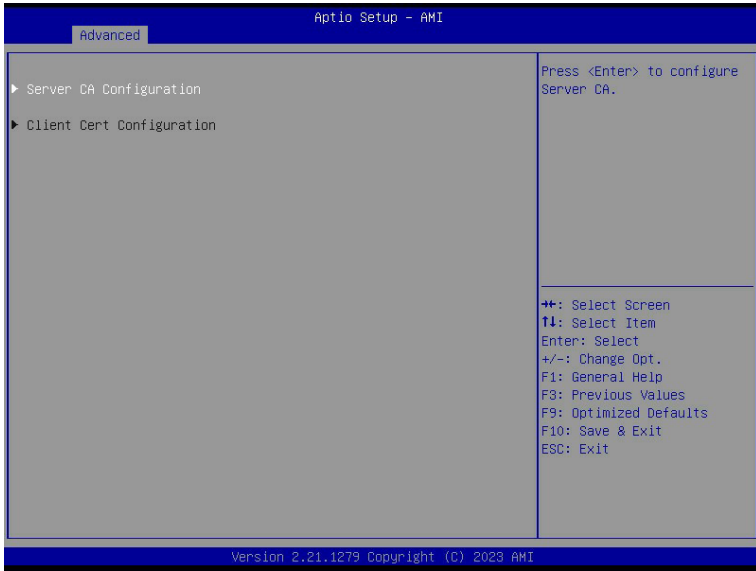 Aptio Setup – AMI
Advanced
▶ Server CA Configuration
▶ Client Cert Configuration
Press <Enter> to configure
Server CA.
→←: Select Screen
↑↓: Select Item
Enter: Select
+/-: Change Opt.
F1: General Help
F3: Previous Values
F9: Optimized Defaults
F10: Save & Exit
ESC: Exit
Version 2.21.1279 Copyright (C) 2023 AMI